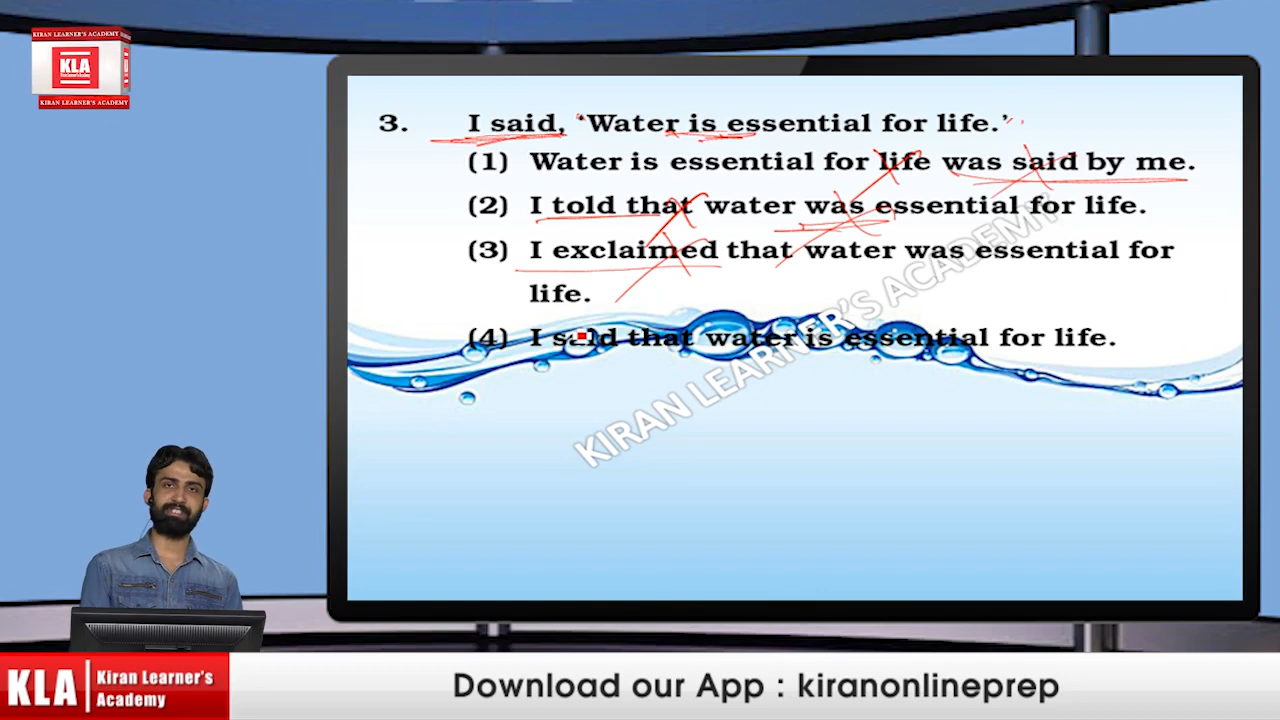 KIRAN LEARNER'S ACADEMY
KLA
Kiran Learner's Academy
KIRAN LEARNER'S ACADEMY
3. I said, 'Water is essential for life.'
(1) Water is essential for life was said by me.
(2) I told that water was essential for life.
(3) I exclaimed that water was essential for
life.
(4) I said that water is essential for life.
KIRAN LEARNER'S ACADEMY
KLA
Kiran Learner's
Academy
Download our App : kiranonlineprep